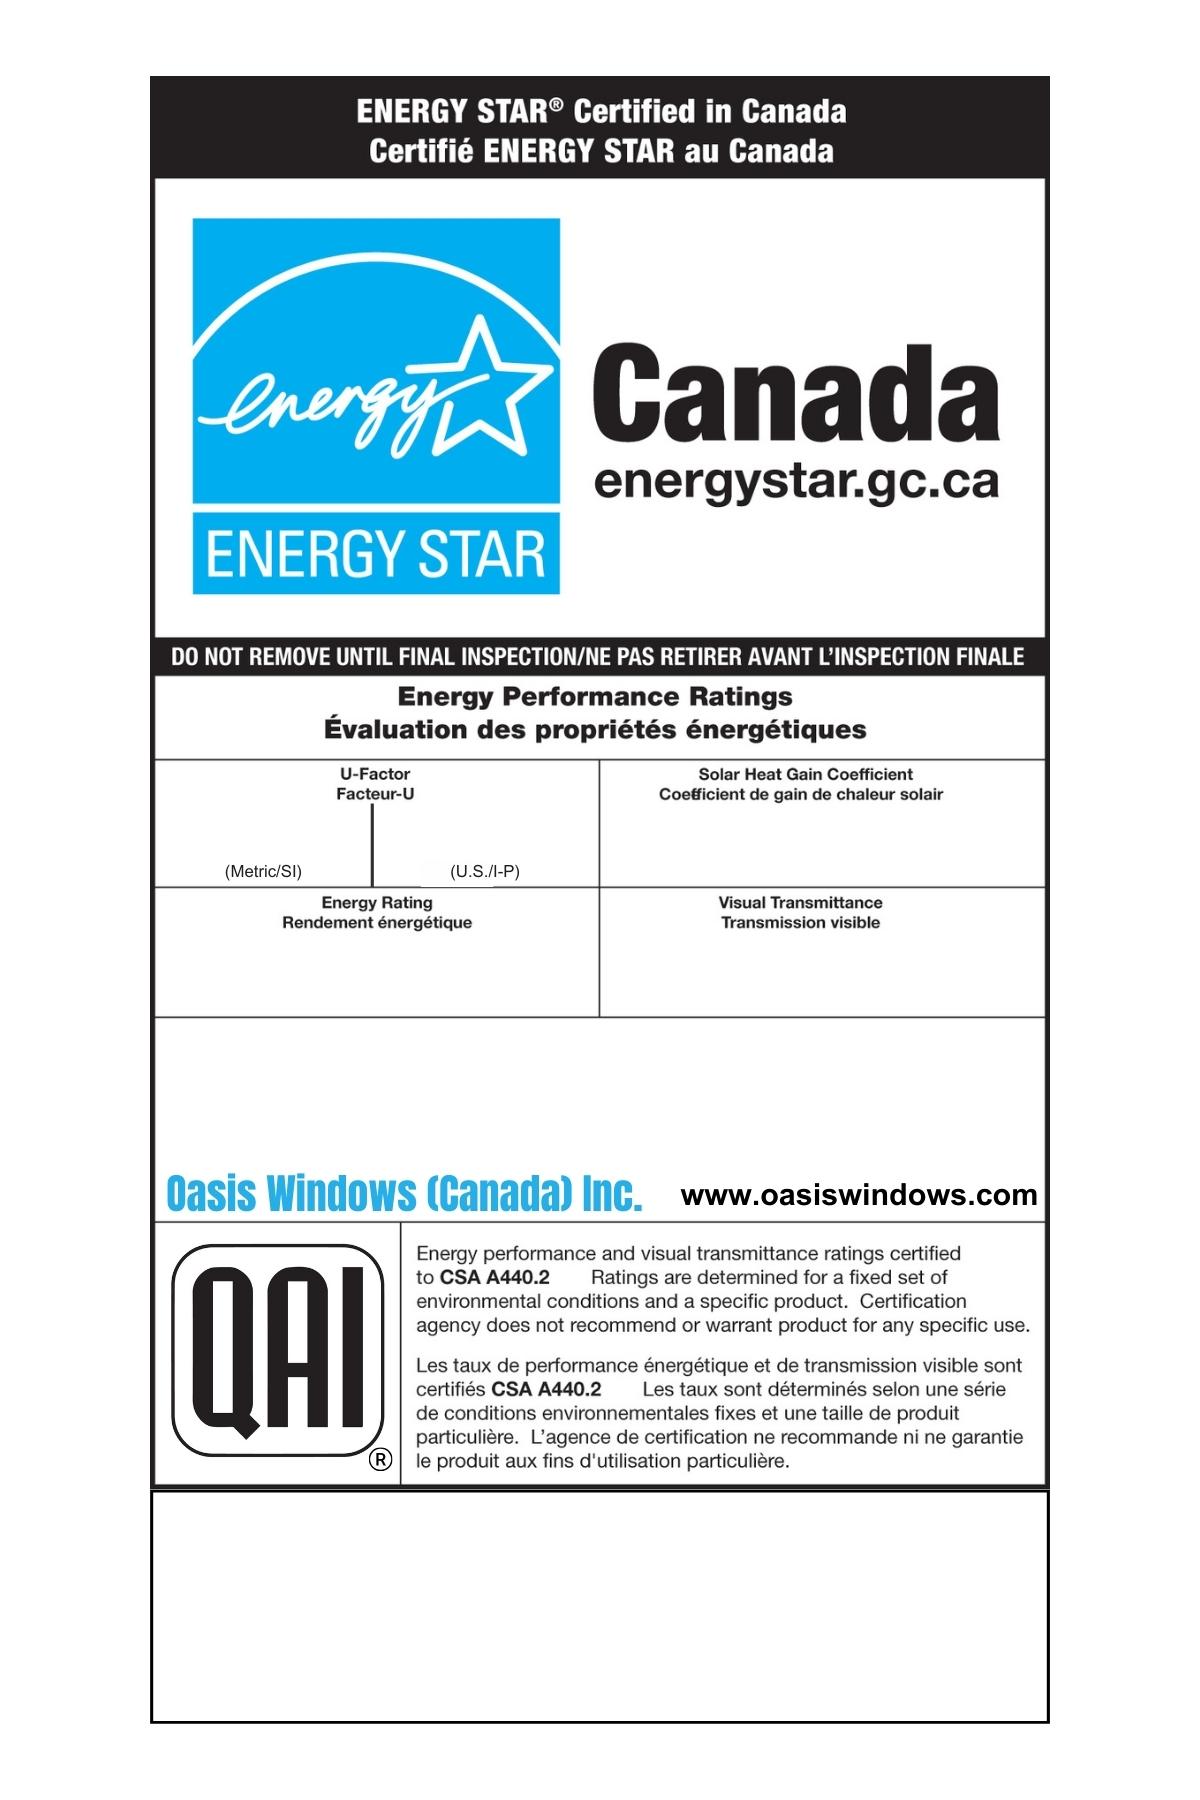 ENERGY STAR® Certified in Canada
Certifié ENERGY STAR au Canada
energy
ENERGY STAR
Canada
energystar.gc.ca
DO NOT REMOVE UNTIL FINAL INSPECTION/NE PAS RETIRER AVANT L'INSPECTION FINALE
Energy Performance Ratings
Évaluation des propriétés énergétiques
U-Factor
Facteur-U
(Metric/SI) (U.S./I-P)
Solar Heat Gain Coefficient
Coefficient de gain de chaleur solair
Energy Rating
Rendement énergétique
Visual Transmittance
Transmission visible
Oasis Windows (Canada) Inc. www.oasiswindows.com
QAI ®
Energy performance and visual transmittance ratings certified
to CSA A440.2 Ratings are determined for a fixed set of
environmental conditions and a specific product. Certification
agency does not recommend or warrant product for any specific use.
Les taux de performance énergétique et de transmission visible sont
certifiés CSA A440.2 Les taux sont déterminés selon une série
de conditions environnementales fixes et une taille de produit
particulière. L'agence de certification ne recommande ni ne garantie
le produit aux fins d'utilisation particulière.